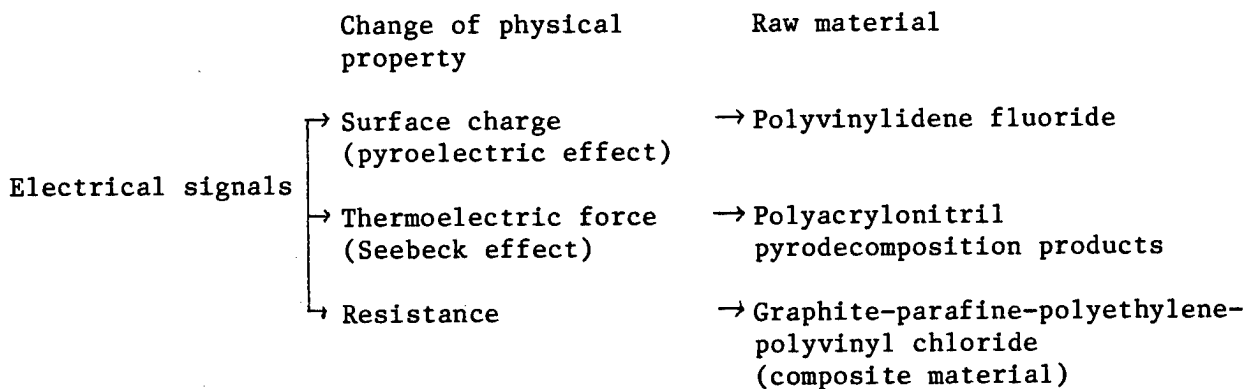 Change of physical property
Raw material
Electrical signals
→ Surface charge
(pyroelectric effect)
→ Polyvinylidene fluoride
→ Thermoelectric force
(Seebeck effect)
→ Polyacrylonitril
pyrodecomposition products
→ Resistance
→ Graphite-parafine-polyethylene-
polyvinyl chloride
(composite material)